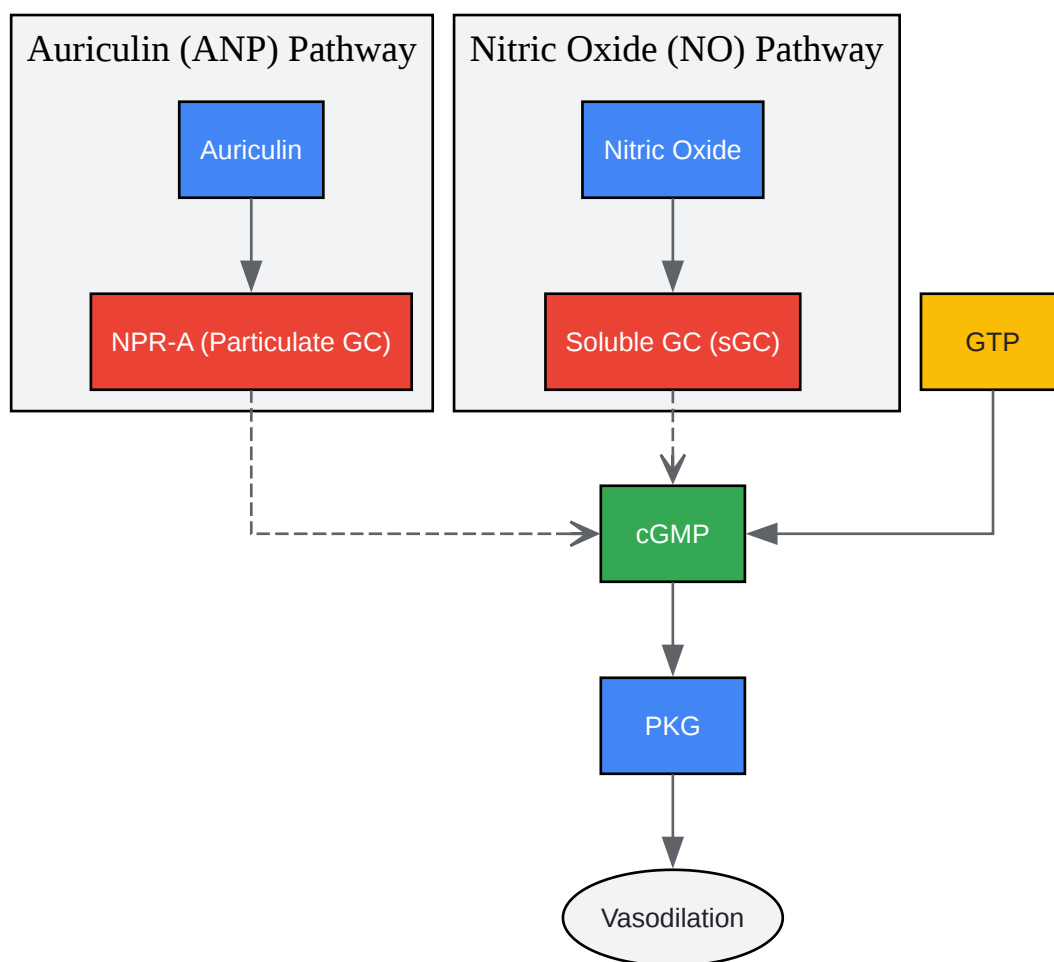 Auriculin (ANP) Pathway
Nitric Oxide (NO) Pathway
Auriculin
Nitric Oxide
NPR-A (Particulate GC)
Soluble GC (sGC)
GTP
cGMP
PKG
Vasodilation